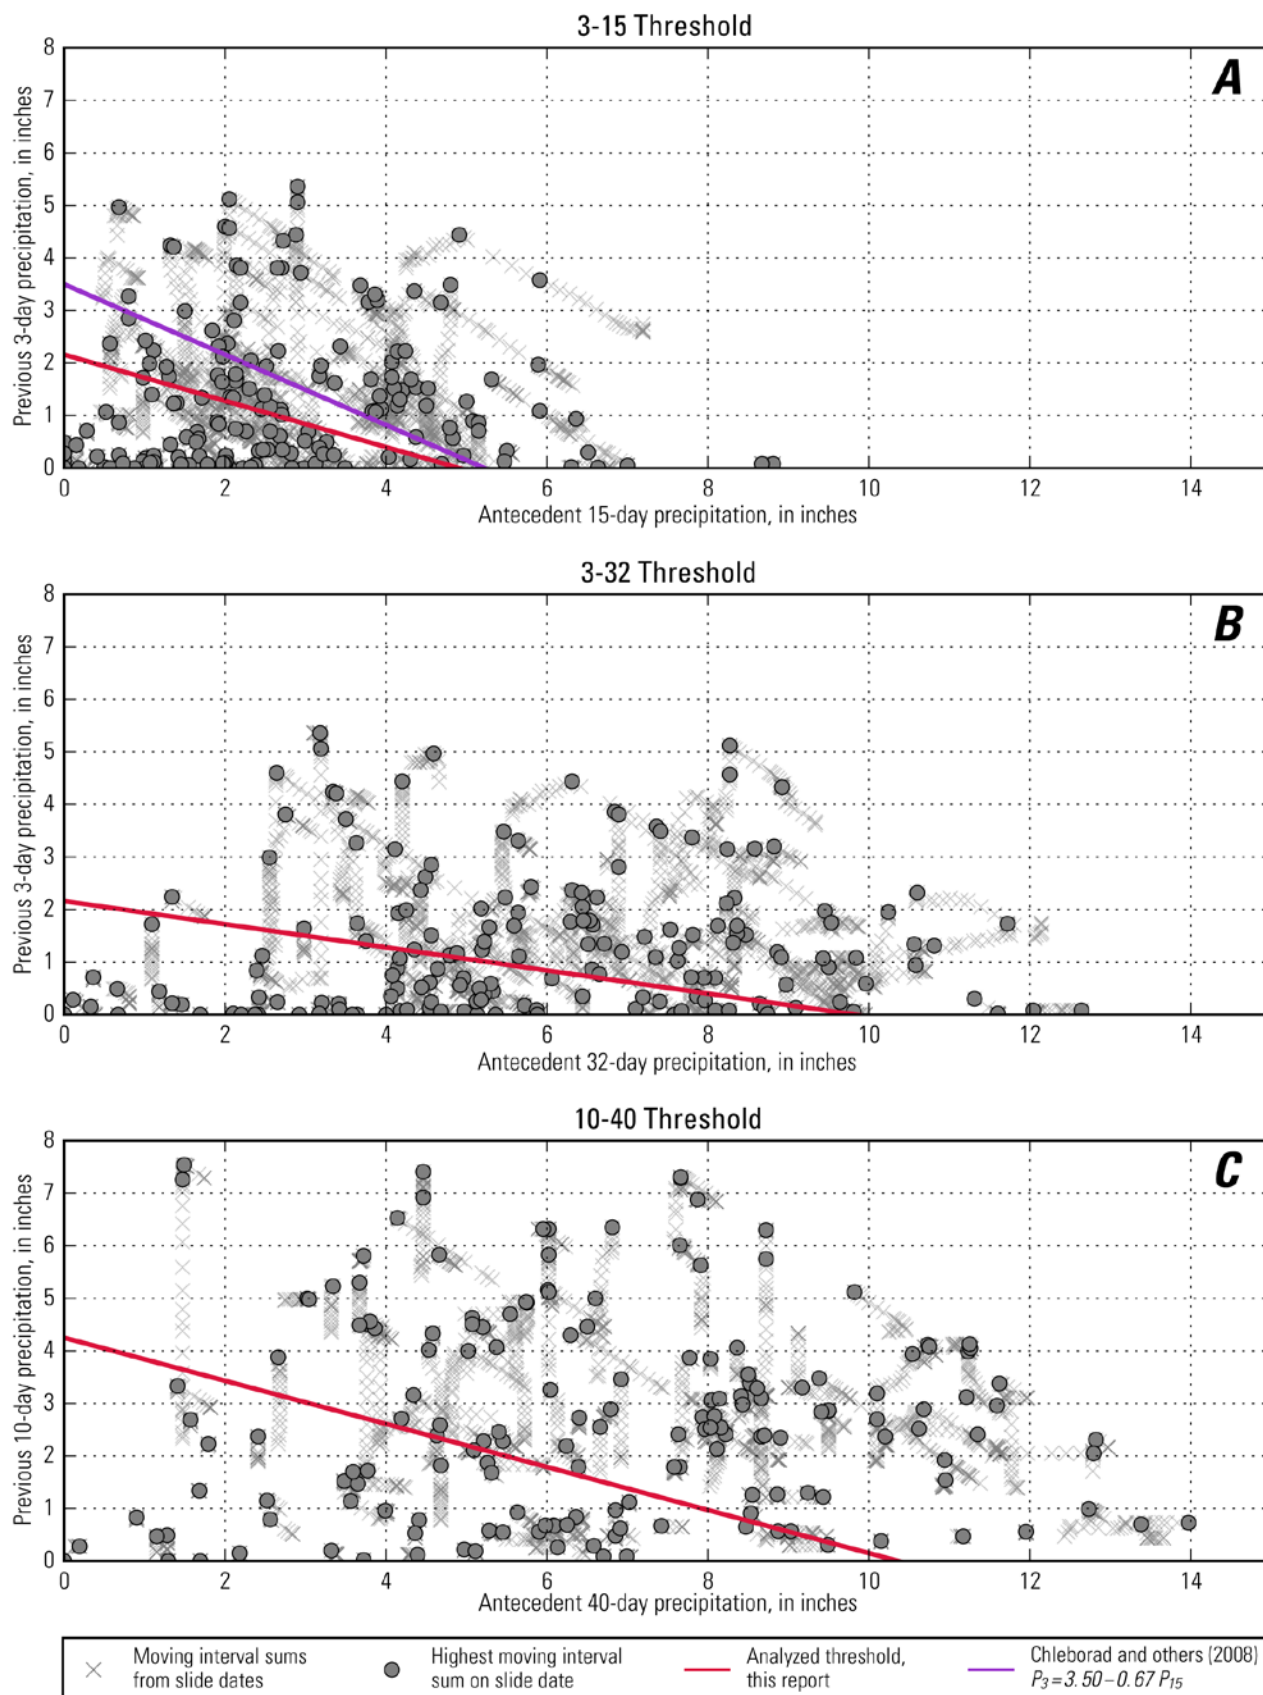 3-15 Threshold
A
Previous 3-day precipitation, in inches
8
7
6
5
4
3
2
1
0
0 2 4 6 8 10 12 14
Antecedent 15-day precipitation, in inches
3-32 Threshold
B
Previous 3-day precipitation, in inches
8
7
6
5
4
3
2
1
0
0 2 4 6 8 10 12 14
Antecedent 32-day precipitation, in inches
10-40 Threshold
C
Previous 10-day precipitation, in inches
8
7
6
5
4
3
2
1
0
0 2 4 6 8 10 12 14
Antecedent 40-day precipitation, in inches
Moving interval sums
from slide dates
Highest moving interval
sum on slide date
Analyzed threshold,
this report
Chleborad and others (2008)
P₃=3.50–0.67 P₁₅